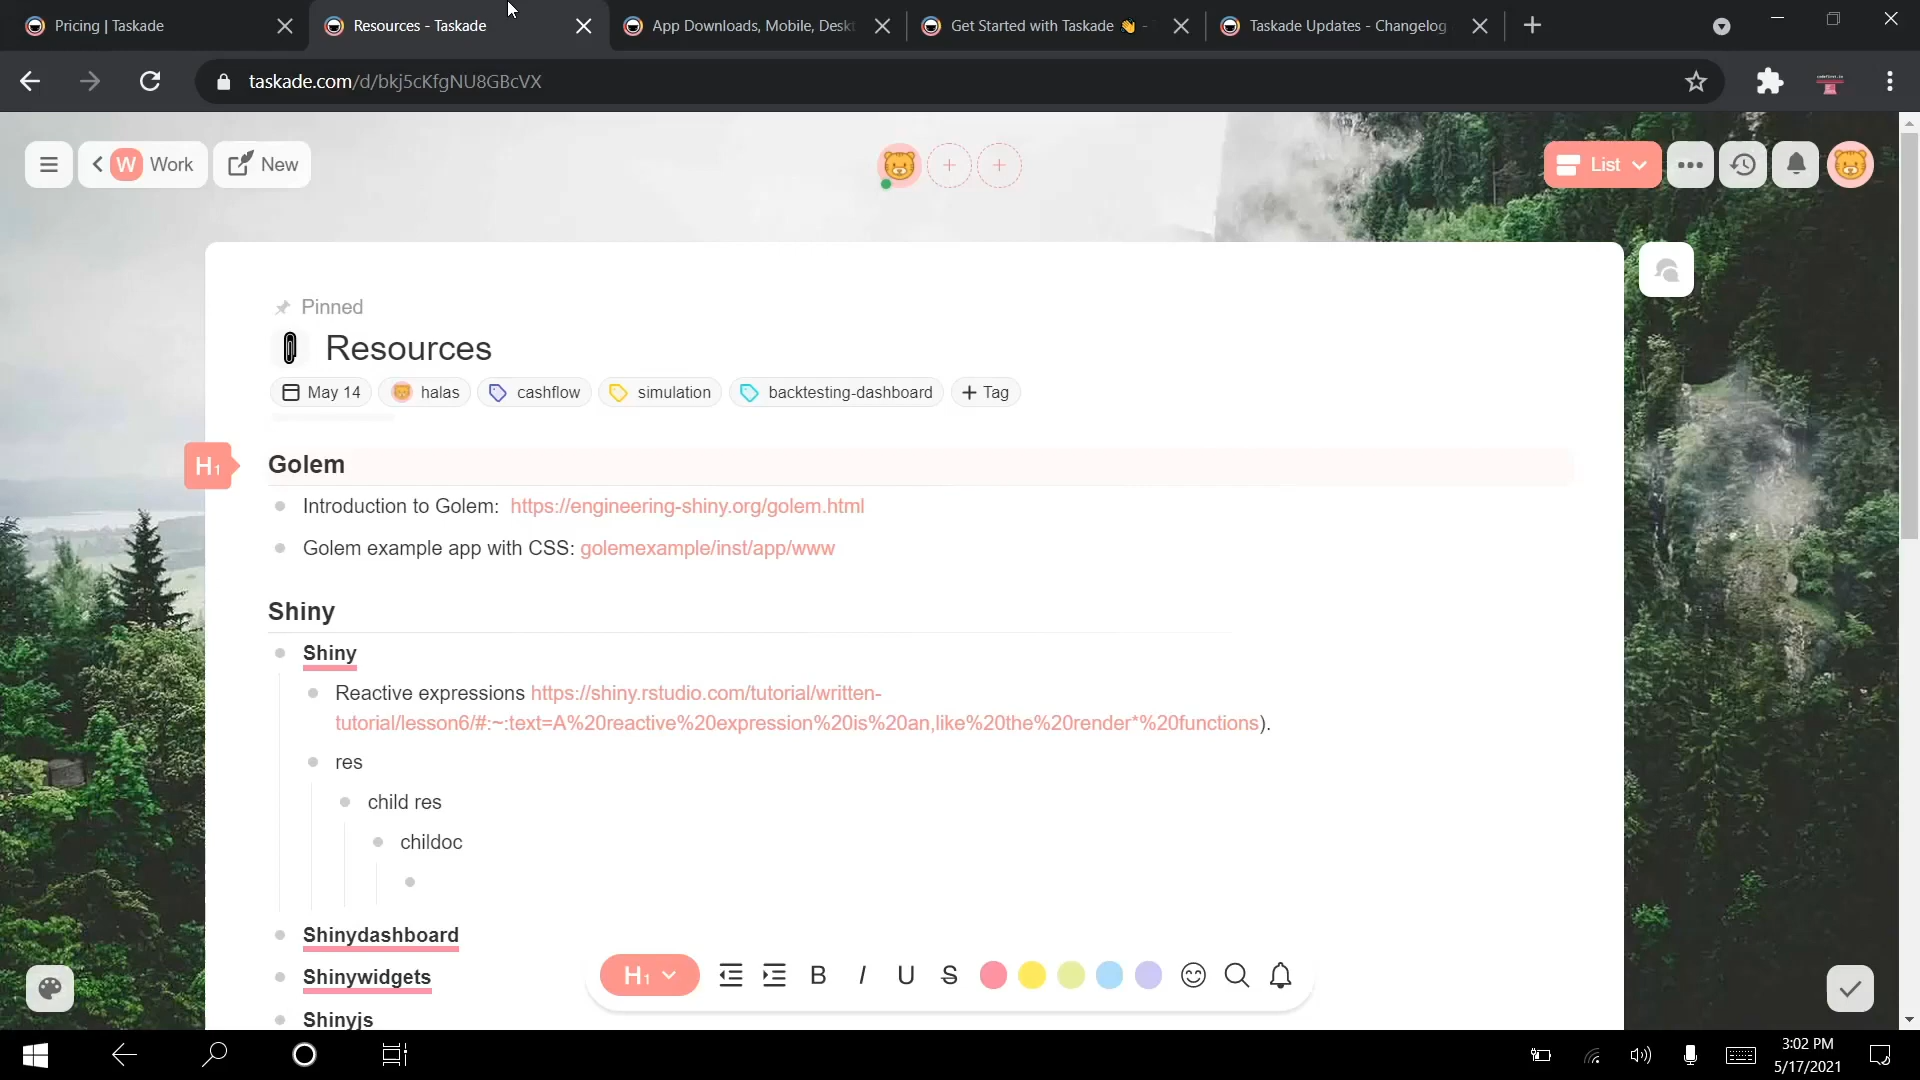 Pricing | Taskade
Resources - Taskade
App Downloads, Mobile, Deskt
Get Started with Taskade 👋 -
Taskade Updates - Changelog
taskade.com/d/bkj5cKfgNU8GBcVX
W Work
New
List
Pinned
Resources
May 14
halas
cashflow
simulation
backtesting-dashboard
+ Tag
H1
Golem
Introduction to Golem: https://engineering-shiny.org/golem.html
Golem example app with CSS: golemexample/inst/app/www
Shiny
Shiny
Reactive expressions https://shiny.rstudio.com/tutorial/written-
tutorial/lesson6/#:~:text=A%20reactive%20expression%20is%20an,like%20the%20render*%20functions).
res
child res
childoc
Shinydashboard
Shinywidgets
Shinyjs
H1 B I U S
3:02 PM
5/17/2021